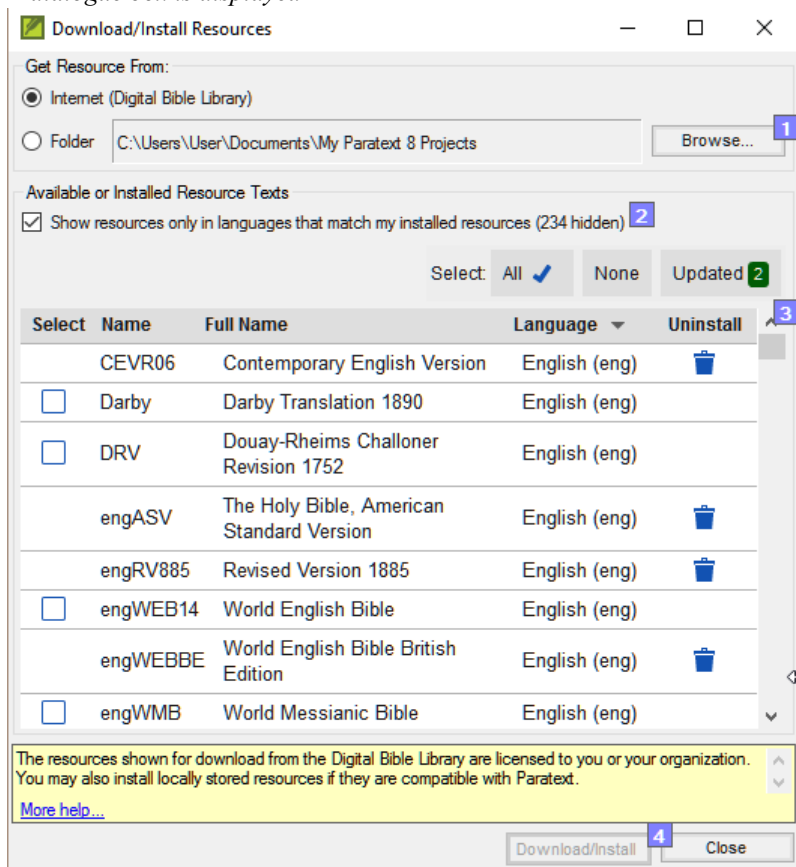 Download/Install Resources
Get Resource From:
Internet (Digital Bible Library)
Folder C:\Users\User\Documents\My Paratext 8 Projects Browse... 1
Available or Installed Resource Texts
Show resources only in languages that match my installed resources (234 hidden) 2
Select: All None Updated 2
Select Name Full Name Language Uninstall 3
CEVR06 Contemporary English Version English (eng)
Darby Darby Translation 1890 English (eng)
DRV Douay-Rheims Challoner Revision 1752 English (eng)
engASV The Holy Bible, American Standard Version English (eng)
engRV885 Revised Version 1885 English (eng)
engWEB14 World English Bible English (eng)
engWEBBE World English Bible British Edition English (eng)
engWMB World Messianic Bible English (eng)
The resources shown for download from the Digital Bible Library are licensed to you or your organization.
You may also install locally stored resources if they are compatible with Paratext.
More help...
Download/Install 4 Close